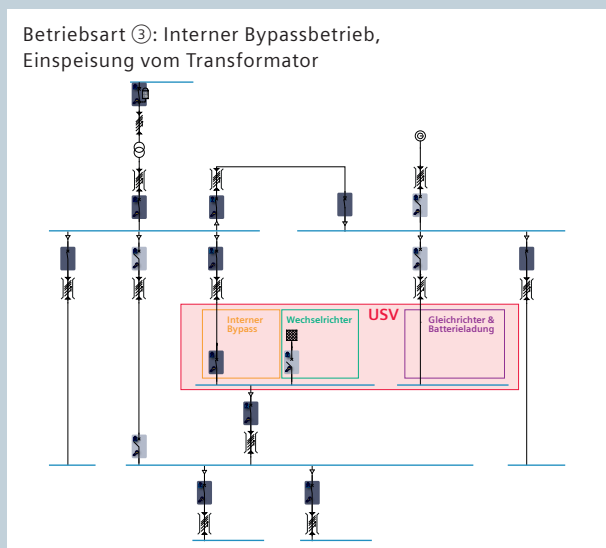 Betriebsart ③: Interner Bypassbetrieb,
Einspeisung vom Transformator
G
USV
Interner
Bypass
Wechselrichter
Gleichrichter &
Batterieladung